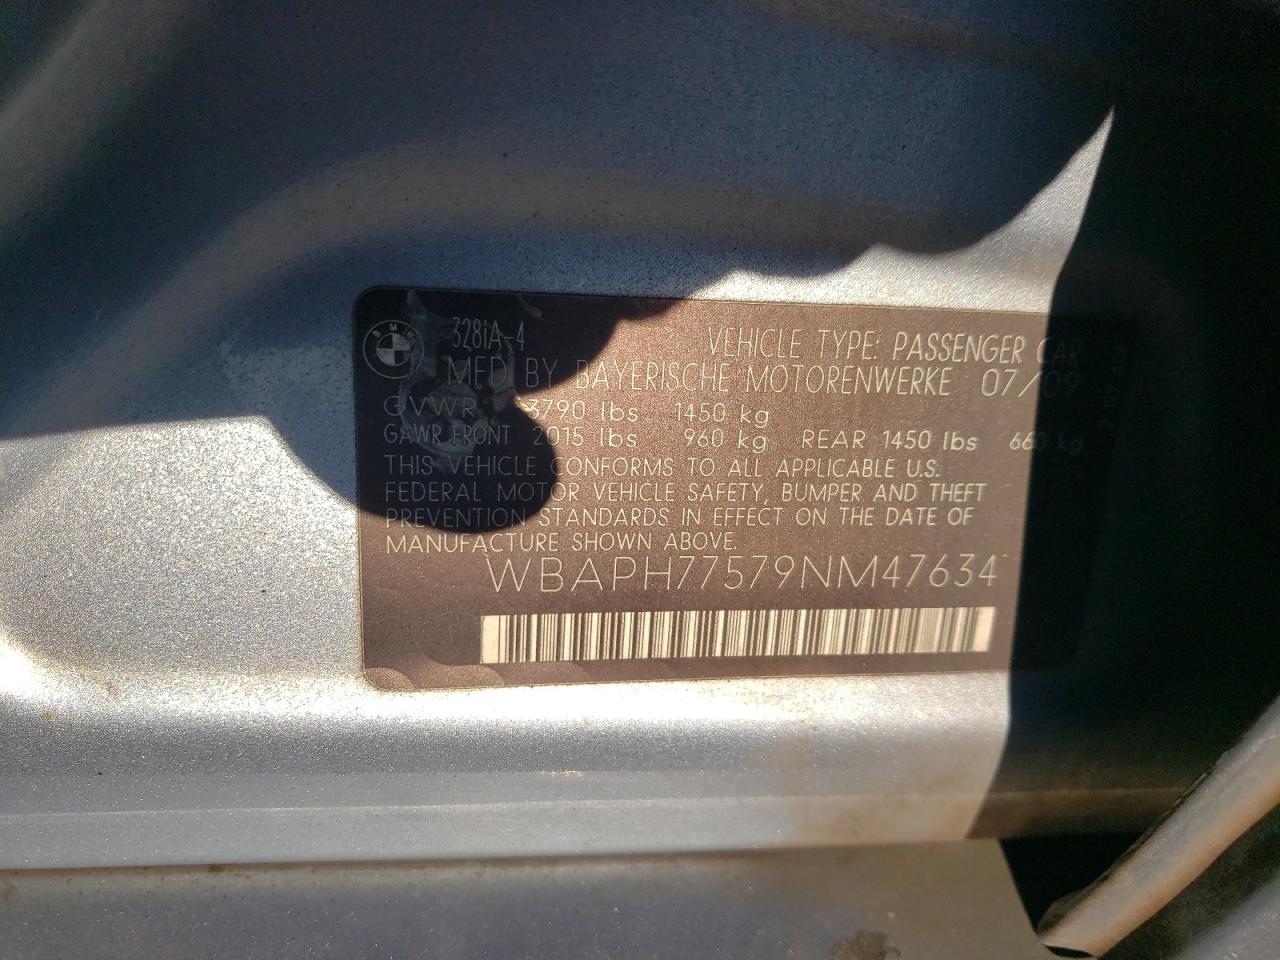 BMW
328iA-4 VEHICLE TYPE: PASSENGER CAR
MFD BY BAYERISCHE MOTORENWERKE 07/09
GVWR 3790 lbs 1450 kg
GAWR FRONT 2015 lbs 960 kg REAR 1450 lbs 660 kg
THIS VEHICLE CONFORMS TO ALL APPLICABLE U.S.
FEDERAL MOTOR VEHICLE SAFETY, BUMPER AND THEFT
PREVENTION STANDARDS IN EFFECT ON THE DATE OF
MANUFACTURE SHOWN ABOVE.
WBAPH77579NM47634